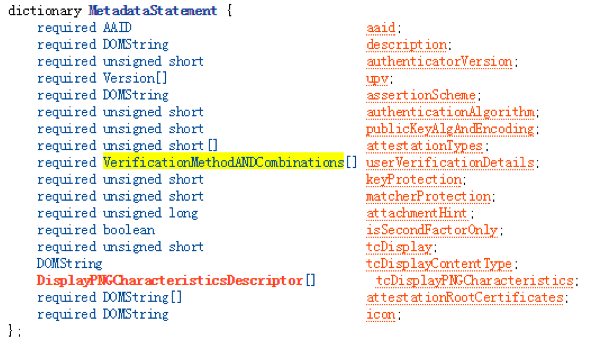 dictionary MetadataStatement {
required AAID aaid;
required DOMString description;
required unsigned short authenticatorVersion;
required Version[] upv;
required DOMString assertionScheme;
required unsigned short authenticationAlgorithm;
required unsigned short publicKeyAlgAndEncoding;
required unsigned short[] attestationTypes;
required VerificationMethodANDCombinations[] userVerificationDetails;
required unsigned short keyProtection;
required unsigned short matcherProtection;
required unsigned long attachmentHint;
required boolean isSecondFactorOnly;
required unsigned short tcDisplay;
DOMString tcDisplayContentType;
DisplayPNGCharacteristicsDescriptor[] tcDisplayPNGCharacteristics;
required DOMString[] attestationRootCertificates;
required DOMString icon;
};